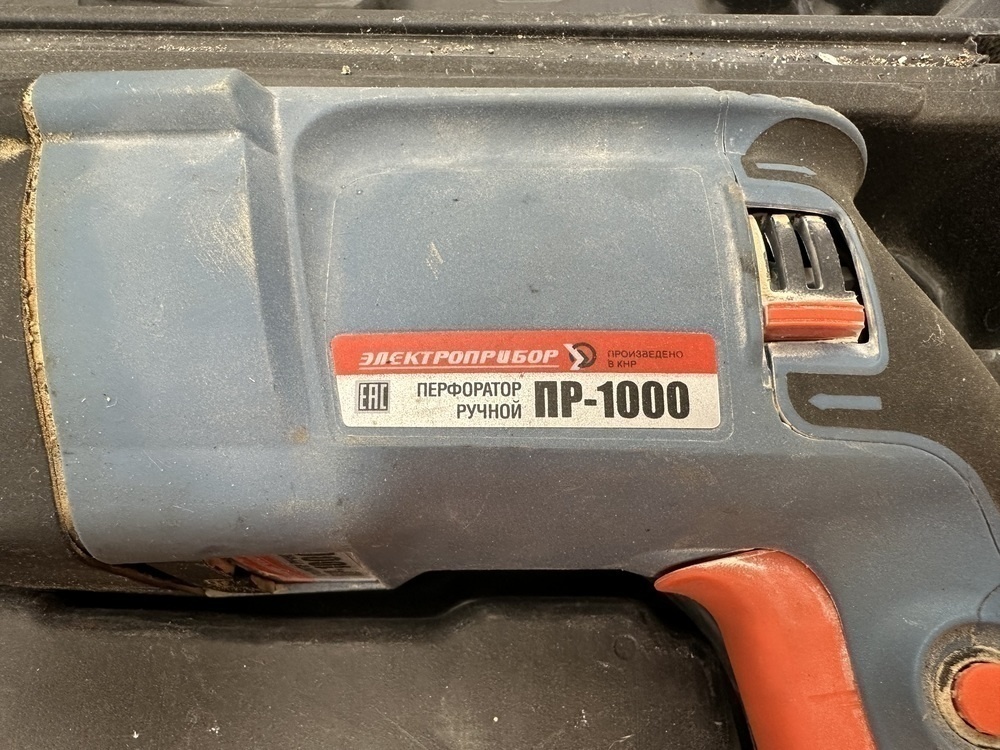 ЭЛЕКТРОПРИБОР
ПРОИЗВЕДЕНО
В КНР
EAC
ПЕРФОРАТОР
РУЧНОЙ
ПР-1000